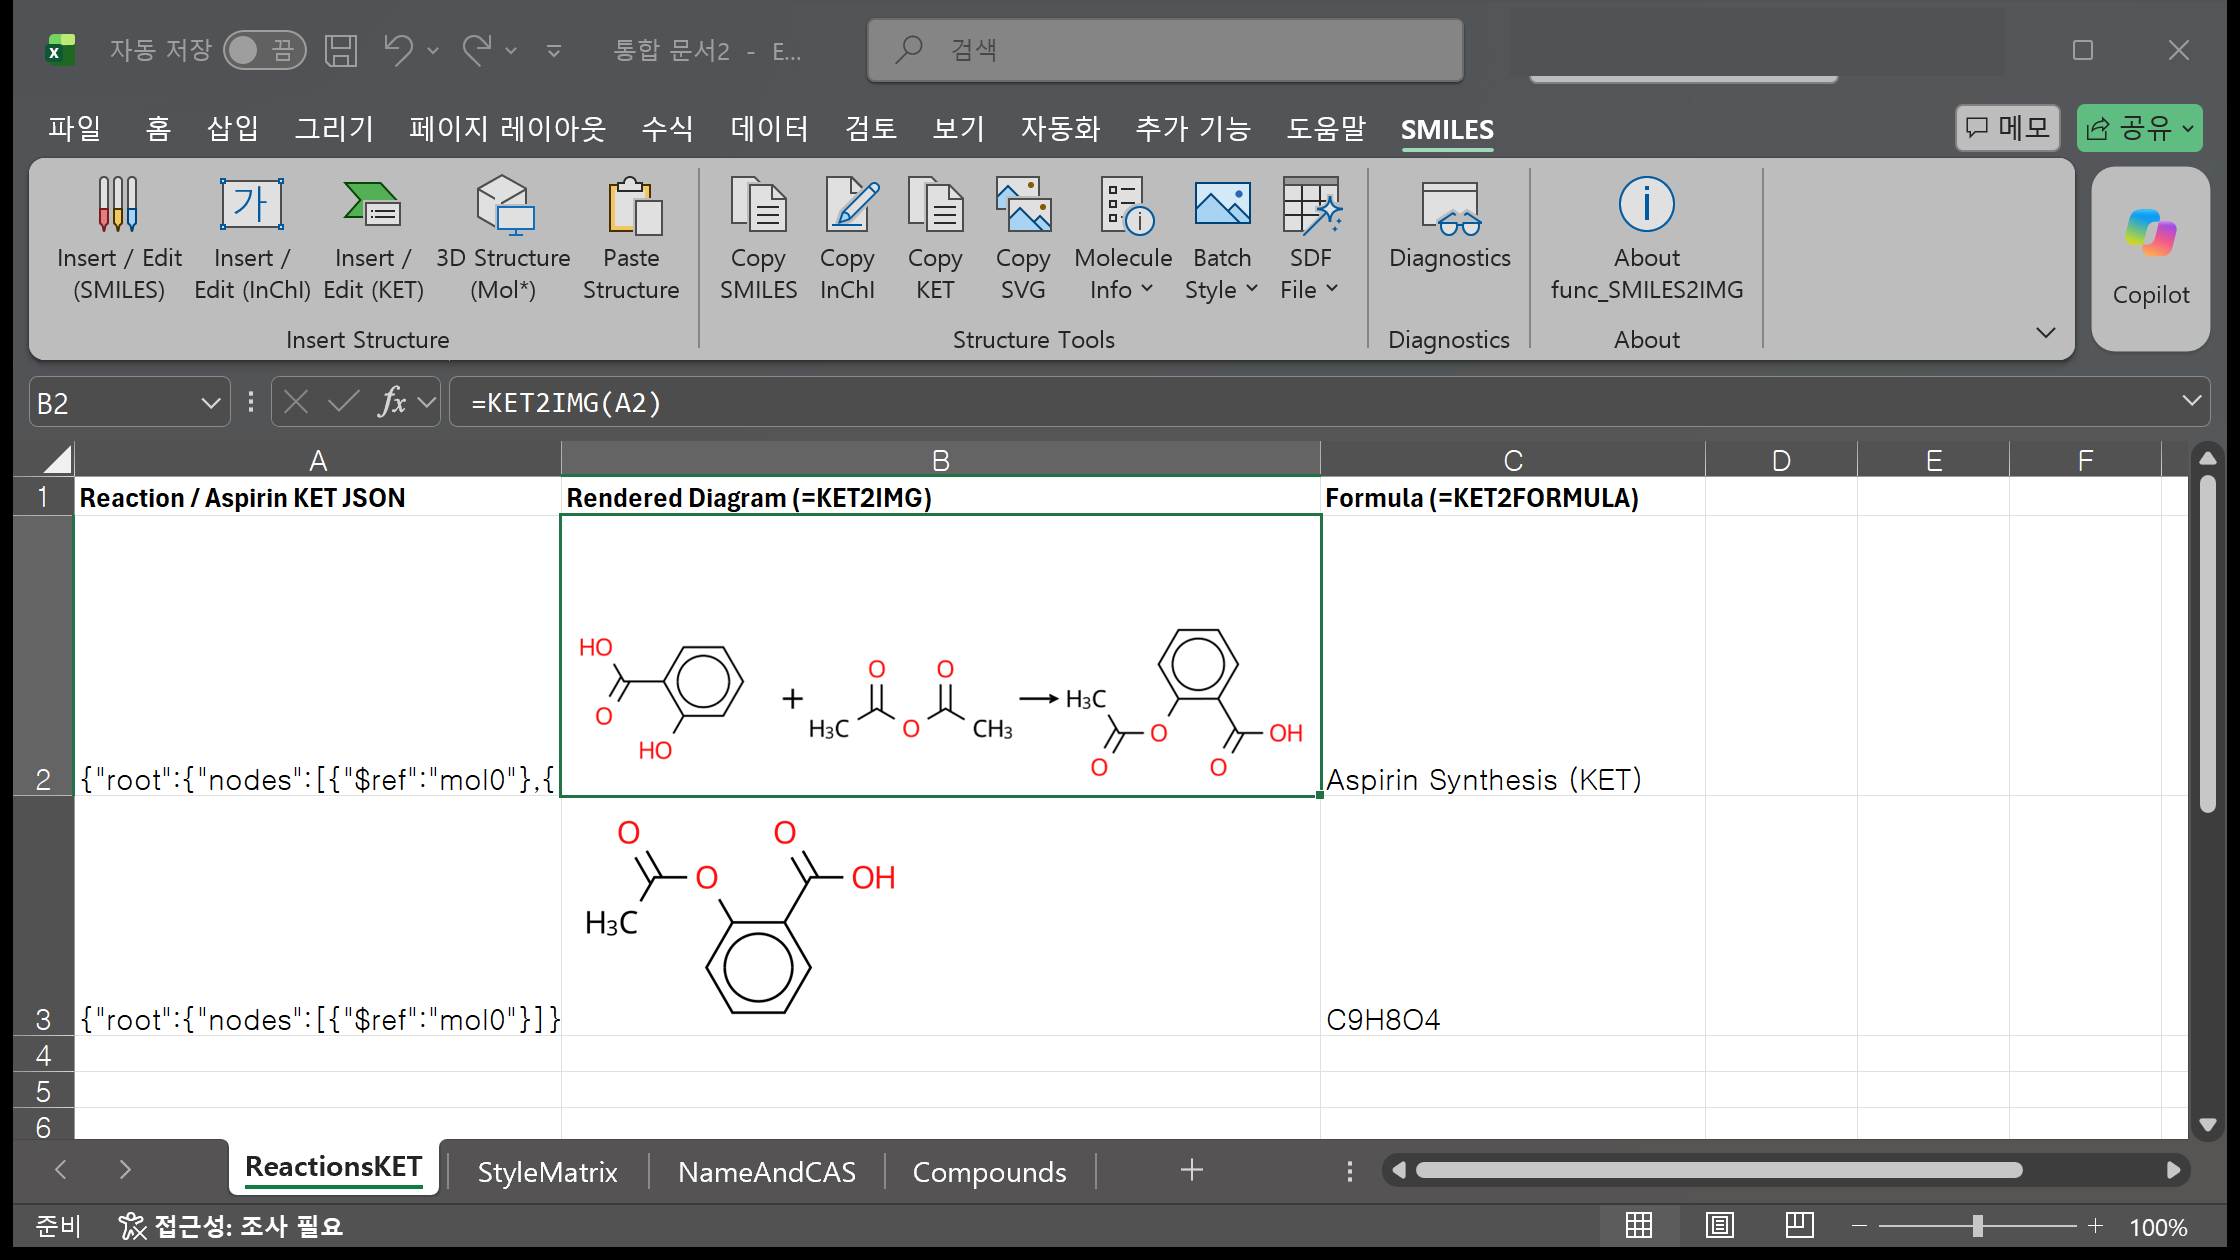 자동 저장 끔 통합 문서2 - E... 검색
파일 홈 삽입 그리기 페이지 레이아웃 수식 데이터 검토 보기 자동화 추가 기능 도움말 SMILES 메모 공유
Insert / Edit (SMILES)
Insert / Edit (InChI)
Insert / Edit (KET)
3D Structure (Mol*)
Paste Structure
Insert Structure
Copy SMILES
Copy InChI
Copy KET
Copy SVG
Molecule Info
Batch Style
SDF File
Structure Tools
Diagnostics
Diagnostics
About func_SMILES2IMG
About
Copilot
가
B2 fx =KET2IMG(A2)
A B C D E F
1 Reaction / Aspirin KET JSON Rendered Diagram (=KET2IMG) Formula (=KET2FORMULA)
HO
O
HO
+
H₃C
O
O
O
CH₃
H₃C
O
O
O
OH
2 {"root":{"nodes":[{"$ref":"mol0"},{ Aspirin Synthesis (KET)
O
O
O
OH
H₃C
3 {"root":{"nodes":[{"$ref":"mol0"}]} C9H8O4
4
5
6
ReactionsKET StyleMatrix NameAndCAS Compounds +
준비 접근성: 조사 필요 100%